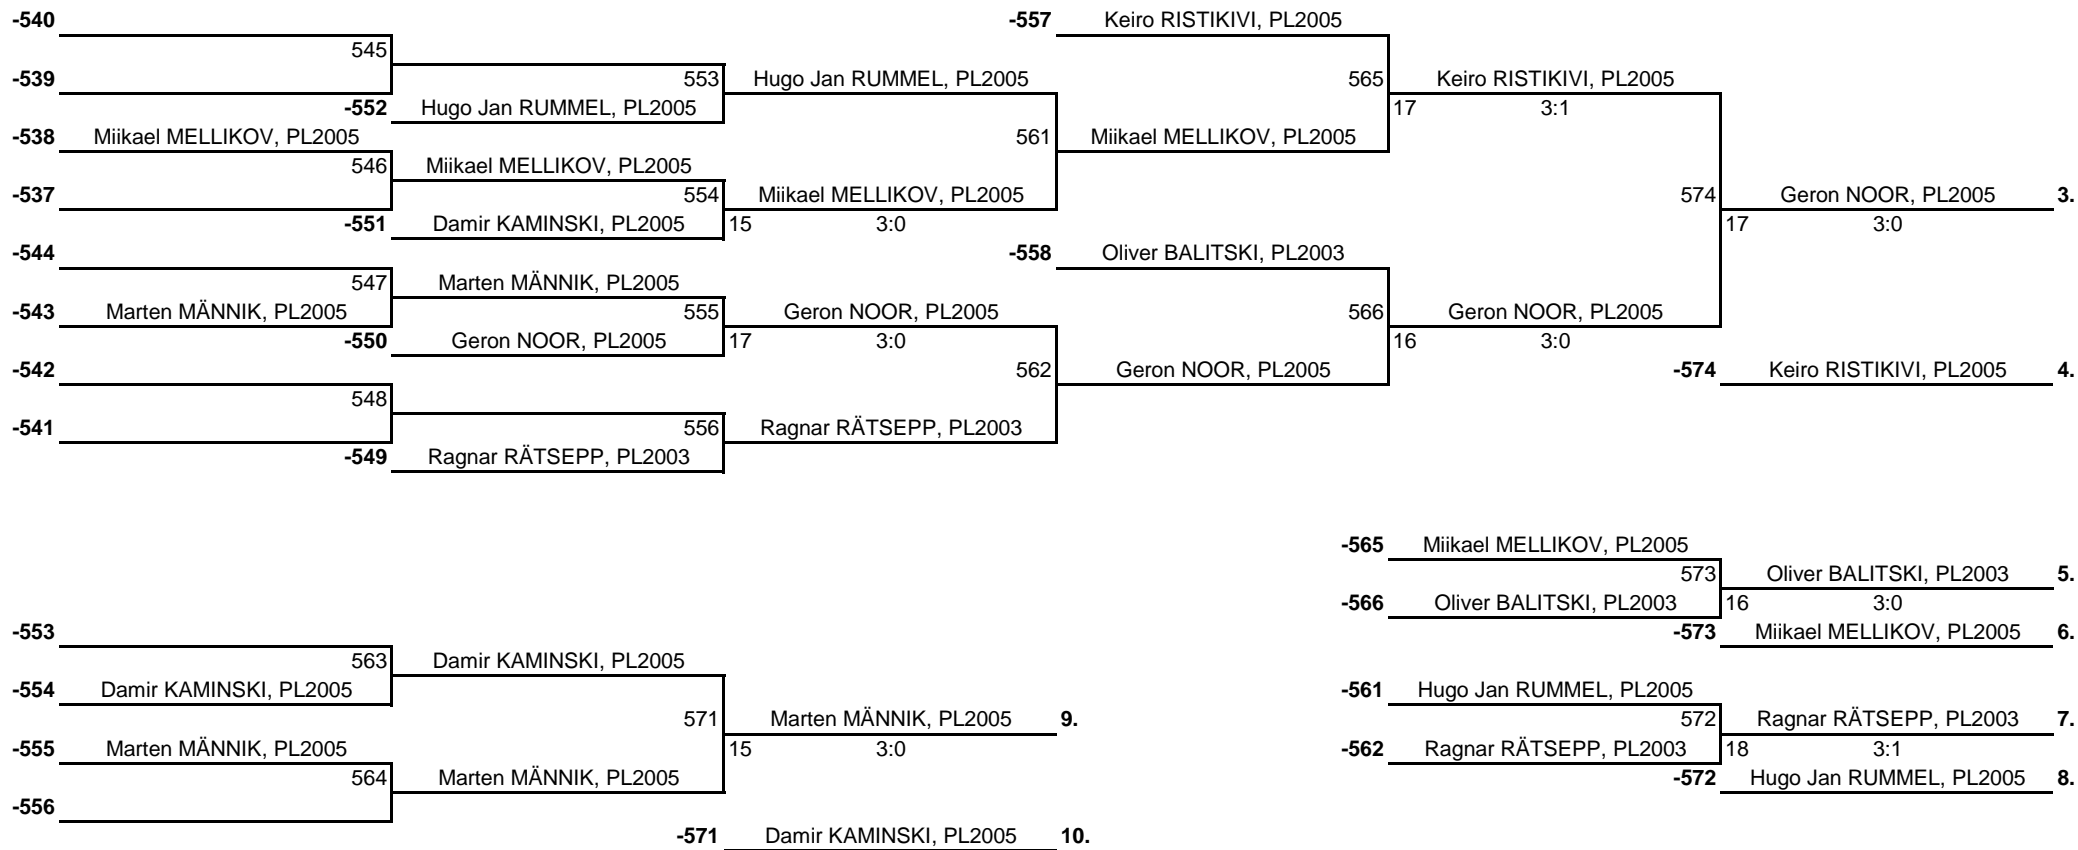 -540
-557 Keiro RISTIKIVI, PL2005
545
-539 553 Hugo Jan RUMMEL, PL2005 565 Keiro RISTIKIVI, PL2005
-552 Hugo Jan RUMMEL, PL2005 17 3:1
-538 Miikael MELLIKOV, PL2005 561 Miikael MELLIKOV, PL2005
546 Miikael MELLIKOV, PL2005
-537 554 Miikael MELLIKOV, PL2005 574 Geron NOOR, PL2005 3.
-551 Damir KAMINSKI, PL2005 15 3:0 17 3:0
-544 -558 Oliver BALITSKI, PL2003
547 Marten MÄNNIK, PL2005
-543 Marten MÄNNIK, PL2005 555 Geron NOOR, PL2005 566 Geron NOOR, PL2005
-550 Geron NOOR, PL2005 17 3:0 16 3:0
-542 562 Geron NOOR, PL2005 -574 Keiro RISTIKIVI, PL2005 4.
548
-541 556 Ragnar RÄTSEPP, PL2003
-549 Ragnar RÄTSEPP, PL2003
-565 Miikael MELLIKOV, PL2005
573 Oliver BALITSKI, PL2003 5.
-566 Oliver BALITSKI, PL2003 16 3:0
-553 -573 Miikael MELLIKOV, PL2005 6.
563 Damir KAMINSKI, PL2005
-554 Damir KAMINSKI, PL2005 -561 Hugo Jan RUMMEL, PL2005
571 Marten MÄNNIK, PL2005 9. 572 Ragnar RÄTSEPP, PL2003 7.
-555 Marten MÄNNIK, PL2005 15 3:0 -562 Ragnar RÄTSEPP, PL2003 18 3:1
564 Marten MÄNNIK, PL2005 -572 Hugo Jan RUMMEL, PL2005 8.
-556
-571 Damir KAMINSKI, PL2005 10.